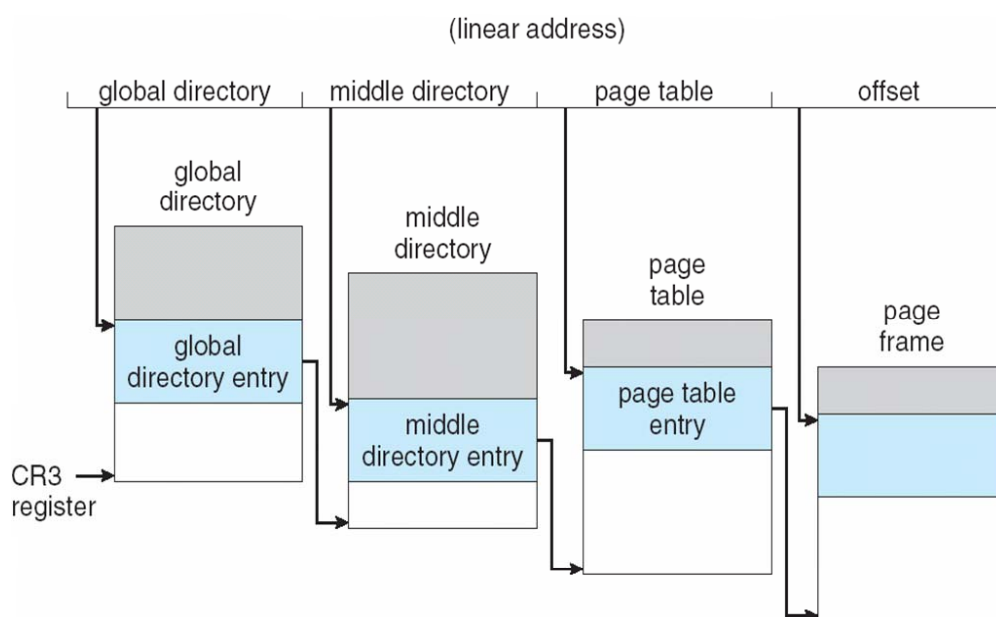 (linear address)
global directory
middle directory
page table
offset
global
directory
middle
directory
page
table
page
frame
global
directory entry
middle
directory entry
page table
entry
CR3
register